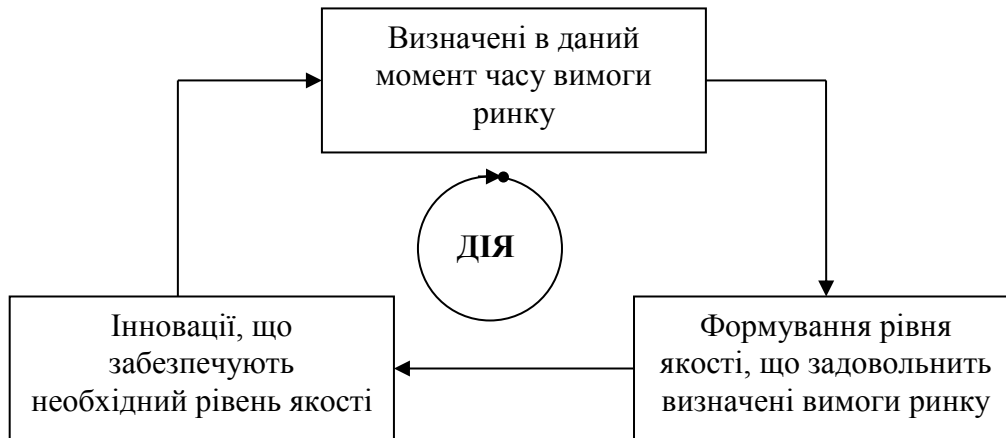 Визначені в даний
момент часу вимоги
ринку
ДІЯ
Інновації, що
забезпечують
необхідний рівень якості
Формування рівня
якості, що задовольнить
визначені вимоги ринку